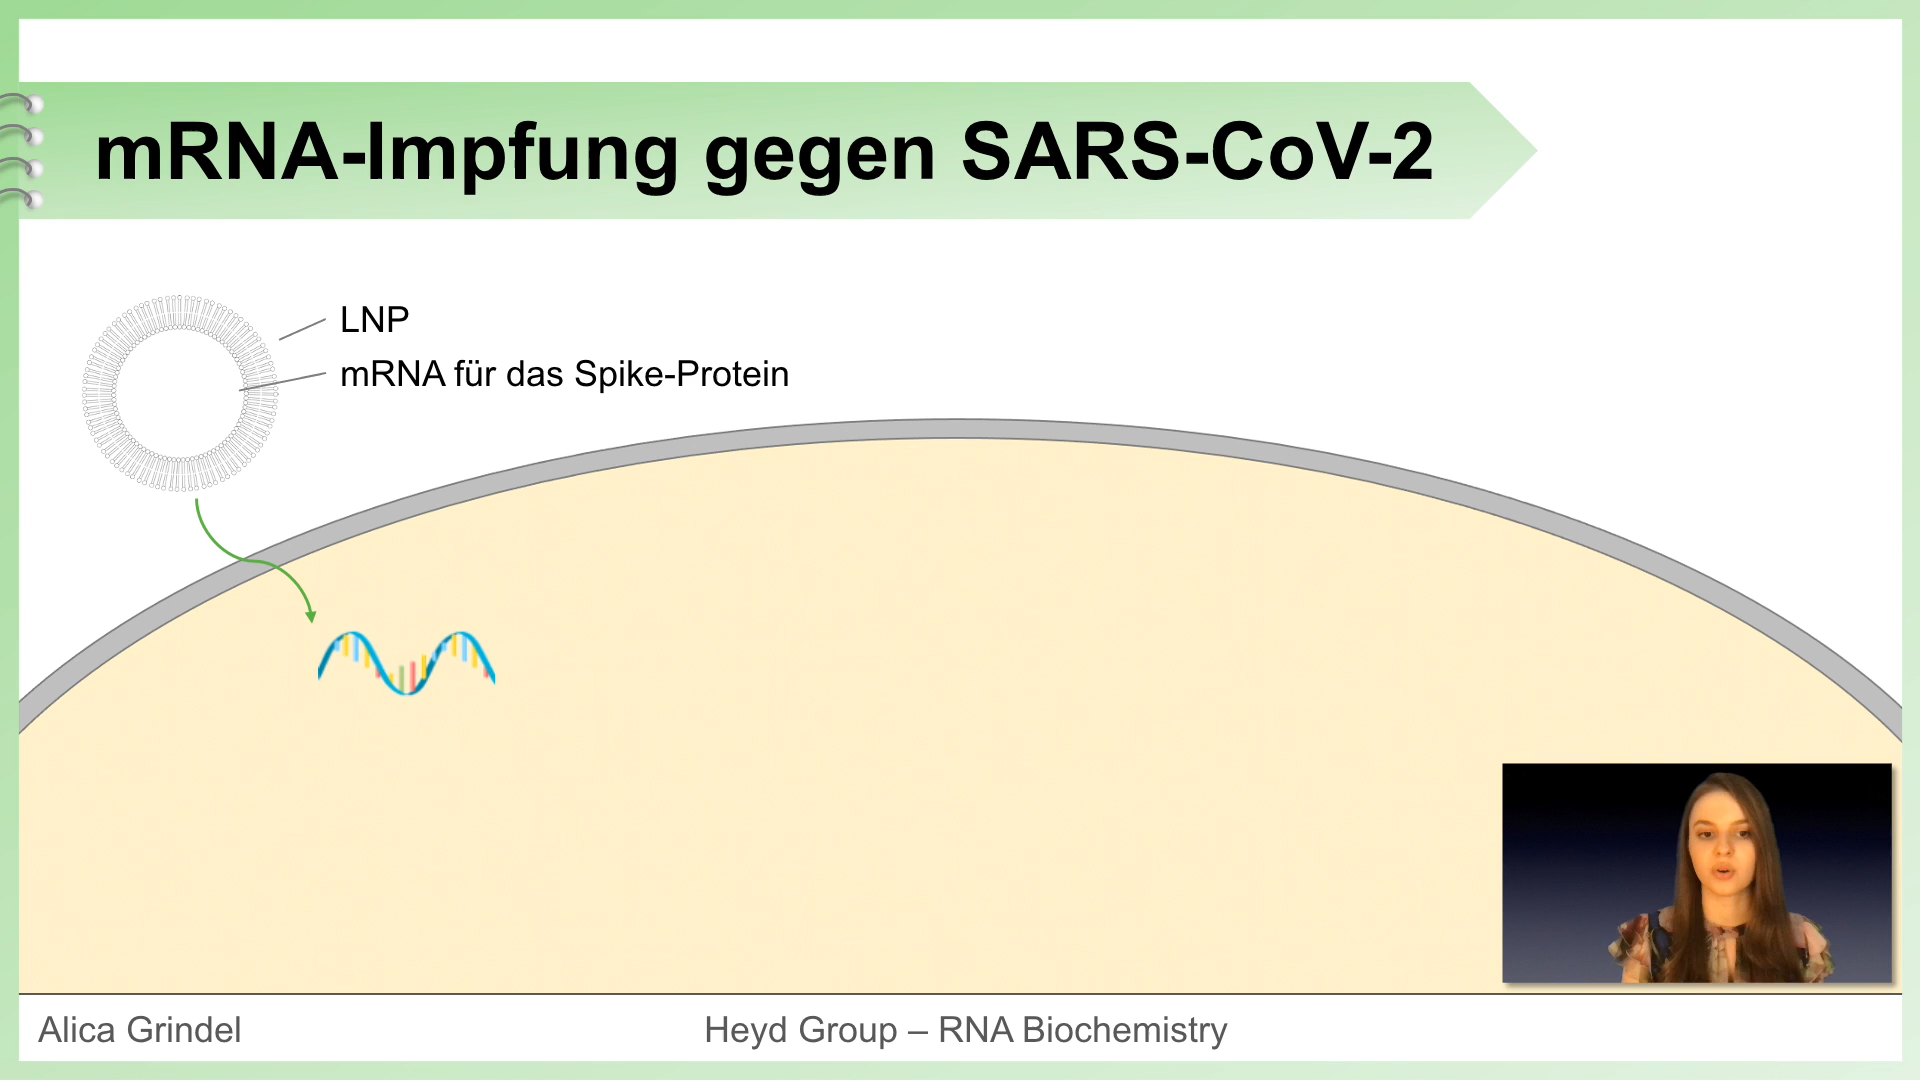 mRNA-Impfung gegen SARS-CoV-2
LNP
mRNA für das Spike-Protein
Alica Grindel
Heyd Group – RNA Biochemistry